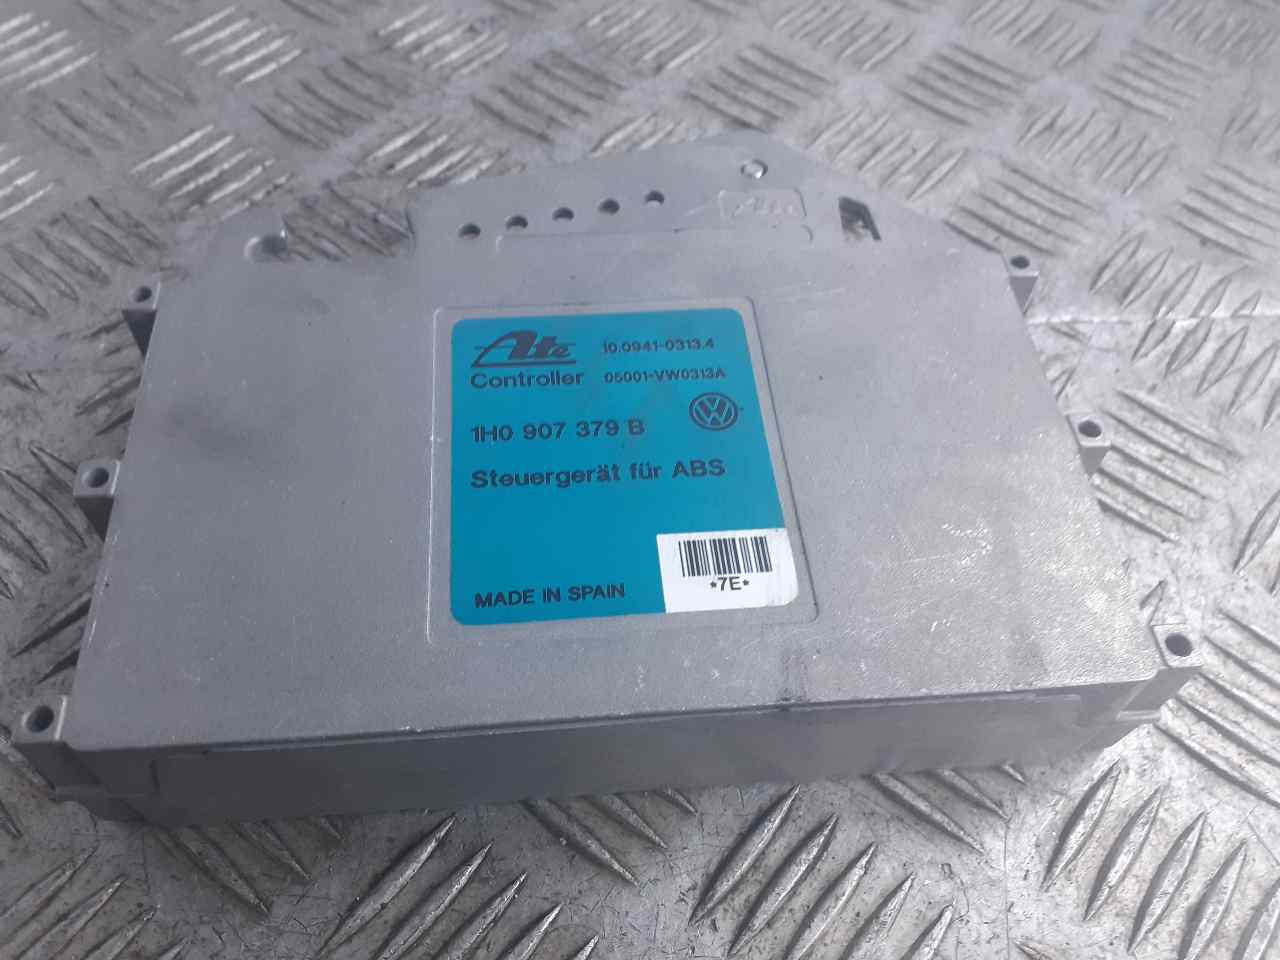 Ate 10.0941-0313.4
Controller 05001-VW0313A
1H0 907 379 B
Steuergerät für ABS
MADE IN SPAIN
*7E*